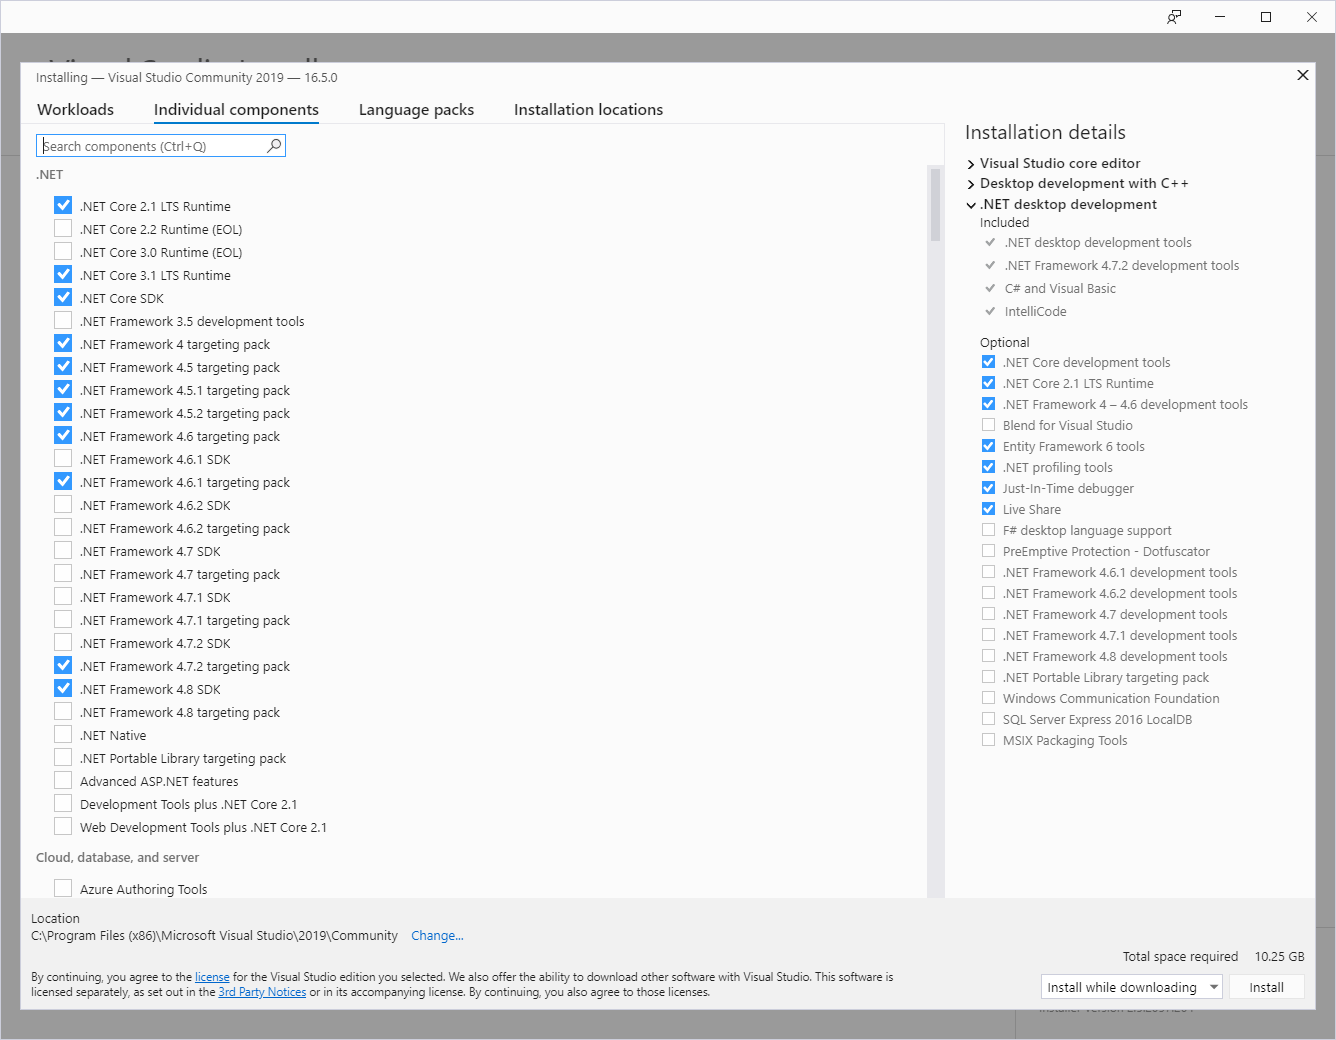 Installing — Visual Studio Community 2019 — 16.5.0
Workloads
Individual components
Language packs
Installation locations
Search components (Ctrl+Q)
.NET
.NET Core 2.1 LTS Runtime
.NET Core 2.2 Runtime (EOL)
.NET Core 3.0 Runtime (EOL)
.NET Core 3.1 LTS Runtime
.NET Core SDK
.NET Framework 3.5 development tools
.NET Framework 4 targeting pack
.NET Framework 4.5 targeting pack
.NET Framework 4.5.1 targeting pack
.NET Framework 4.5.2 targeting pack
.NET Framework 4.6 targeting pack
.NET Framework 4.6.1 SDK
.NET Framework 4.6.1 targeting pack
.NET Framework 4.6.2 SDK
.NET Framework 4.6.2 targeting pack
.NET Framework 4.7 SDK
.NET Framework 4.7 targeting pack
.NET Framework 4.7.1 SDK
.NET Framework 4.7.1 targeting pack
.NET Framework 4.7.2 SDK
.NET Framework 4.7.2 targeting pack
.NET Framework 4.8 SDK
.NET Framework 4.8 targeting pack
.NET Native
.NET Portable Library targeting pack
Advanced ASP.NET features
Development Tools plus .NET Core 2.1
Web Development Tools plus .NET Core 2.1
Cloud, database, and server
Azure Authoring Tools
Installation details
Visual Studio core editor
Desktop development with C++
.NET desktop development
Included
.NET desktop development tools
.NET Framework 4.7.2 development tools
C# and Visual Basic
IntelliCode
Optional
.NET Core development tools
.NET Core 2.1 LTS Runtime
.NET Framework 4 – 4.6 development tools
Blend for Visual Studio
Entity Framework 6 tools
.NET profiling tools
Just-In-Time debugger
Live Share
F# desktop language support
PreEmptive Protection - Dotfuscator
.NET Framework 4.6.1 development tools
.NET Framework 4.6.2 development tools
.NET Framework 4.7 development tools
.NET Framework 4.7.1 development tools
.NET Framework 4.8 development tools
.NET Portable Library targeting pack
Windows Communication Foundation
SQL Server Express 2016 LocalDB
MSIX Packaging Tools
Location
C:\Program Files (x86)\Microsoft Visual Studio\2019\Community Change...
Total space required 10.25 GB
By continuing, you agree to the license for the Visual Studio edition you selected. We also offer the ability to download other software with Visual Studio. This software is
licensed separately, as set out in the 3rd Party Notices or in its accompanying license. By continuing, you also agree to those licenses.
Install while downloading
Install